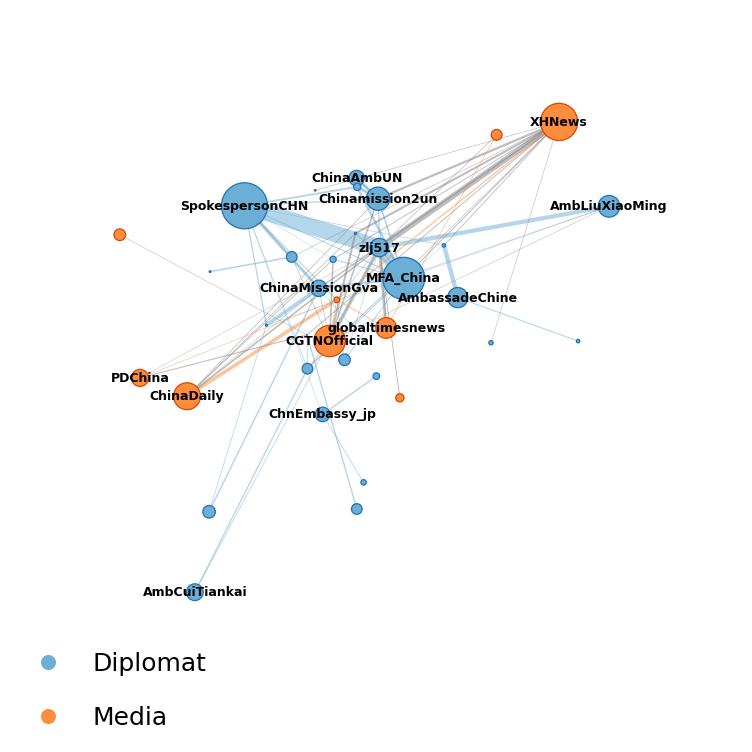 XHNews
ChinaAmbUN
Chinamission2un
SpokespersonCHN
AmbLiuXiaoMing
zlj517
MFA_China
ChinaMissionGva
AmbassadeChine
globaltimesnews
CGTNOfficial
PDChina
ChinaDaily
ChnEmbassy_jp
AmbCuiTiankai
Diplomat
Media